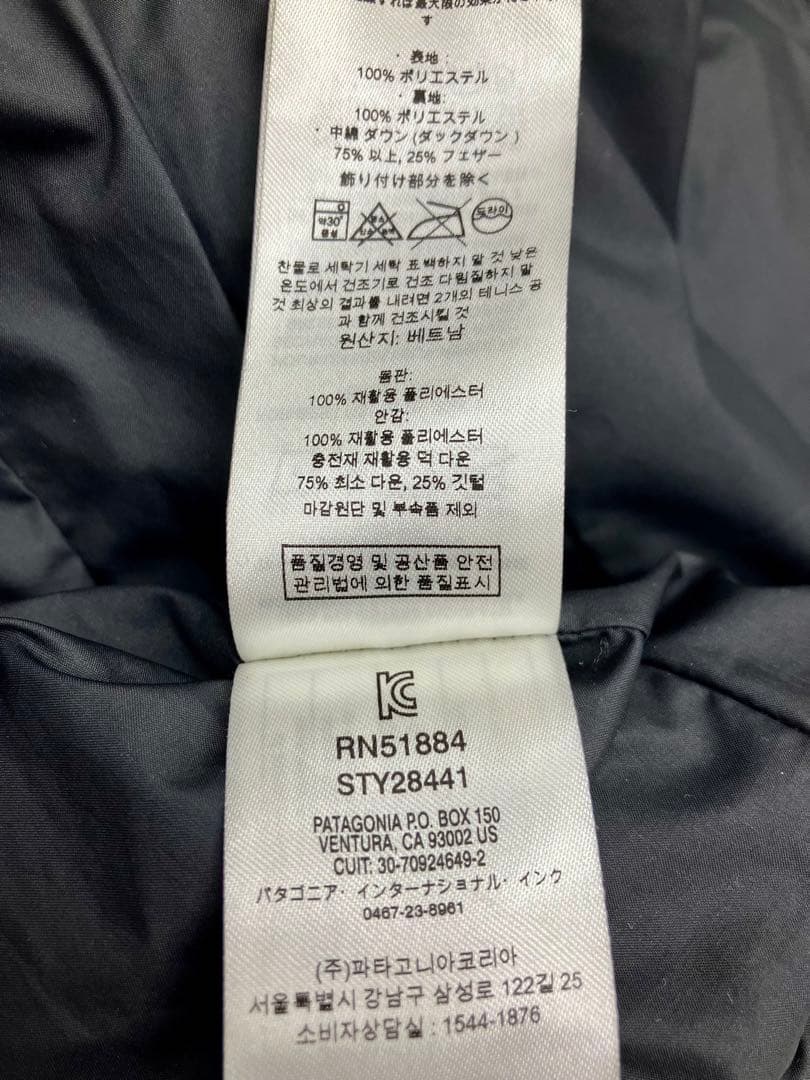 す
・表地:
100% ポリエステル
・裏地:
100% ポリエステル
・中綿 ダウン (ダックダウン)
75% 以上, 25% フェザー
飾り付け部分を除く
약30°
중성
드라이
찬물로 세탁기 세탁 표백하지 말 것 낮은
온도에서 건조기로 건조 다림질하지 말
것 최상의 결과를 내려면 2개의 테니스 공
과 함께 건조시킬 것
원산지: 베트남
몸판:
100% 재활용 폴리에스터
안감:
100% 재활용 폴리에스터
충전재 재활용 덕 다운
75% 최소 다운, 25% 깃털
마감원단 및 부속품 제외
품질경영 및 공산품 안전
관리법에 의한 품질표시
KC
RN51884
STY28441
PATAGONIA P.O. BOX 150
VENTURA, CA 93002 US
CUIT: 30-70924649-2
パタゴニア・インターナショナル・インク
0467-23-8961
(주)파타고니아코리아
서울특별시 강남구 삼성로 122길 25
소비자상담실 : 1544-1876